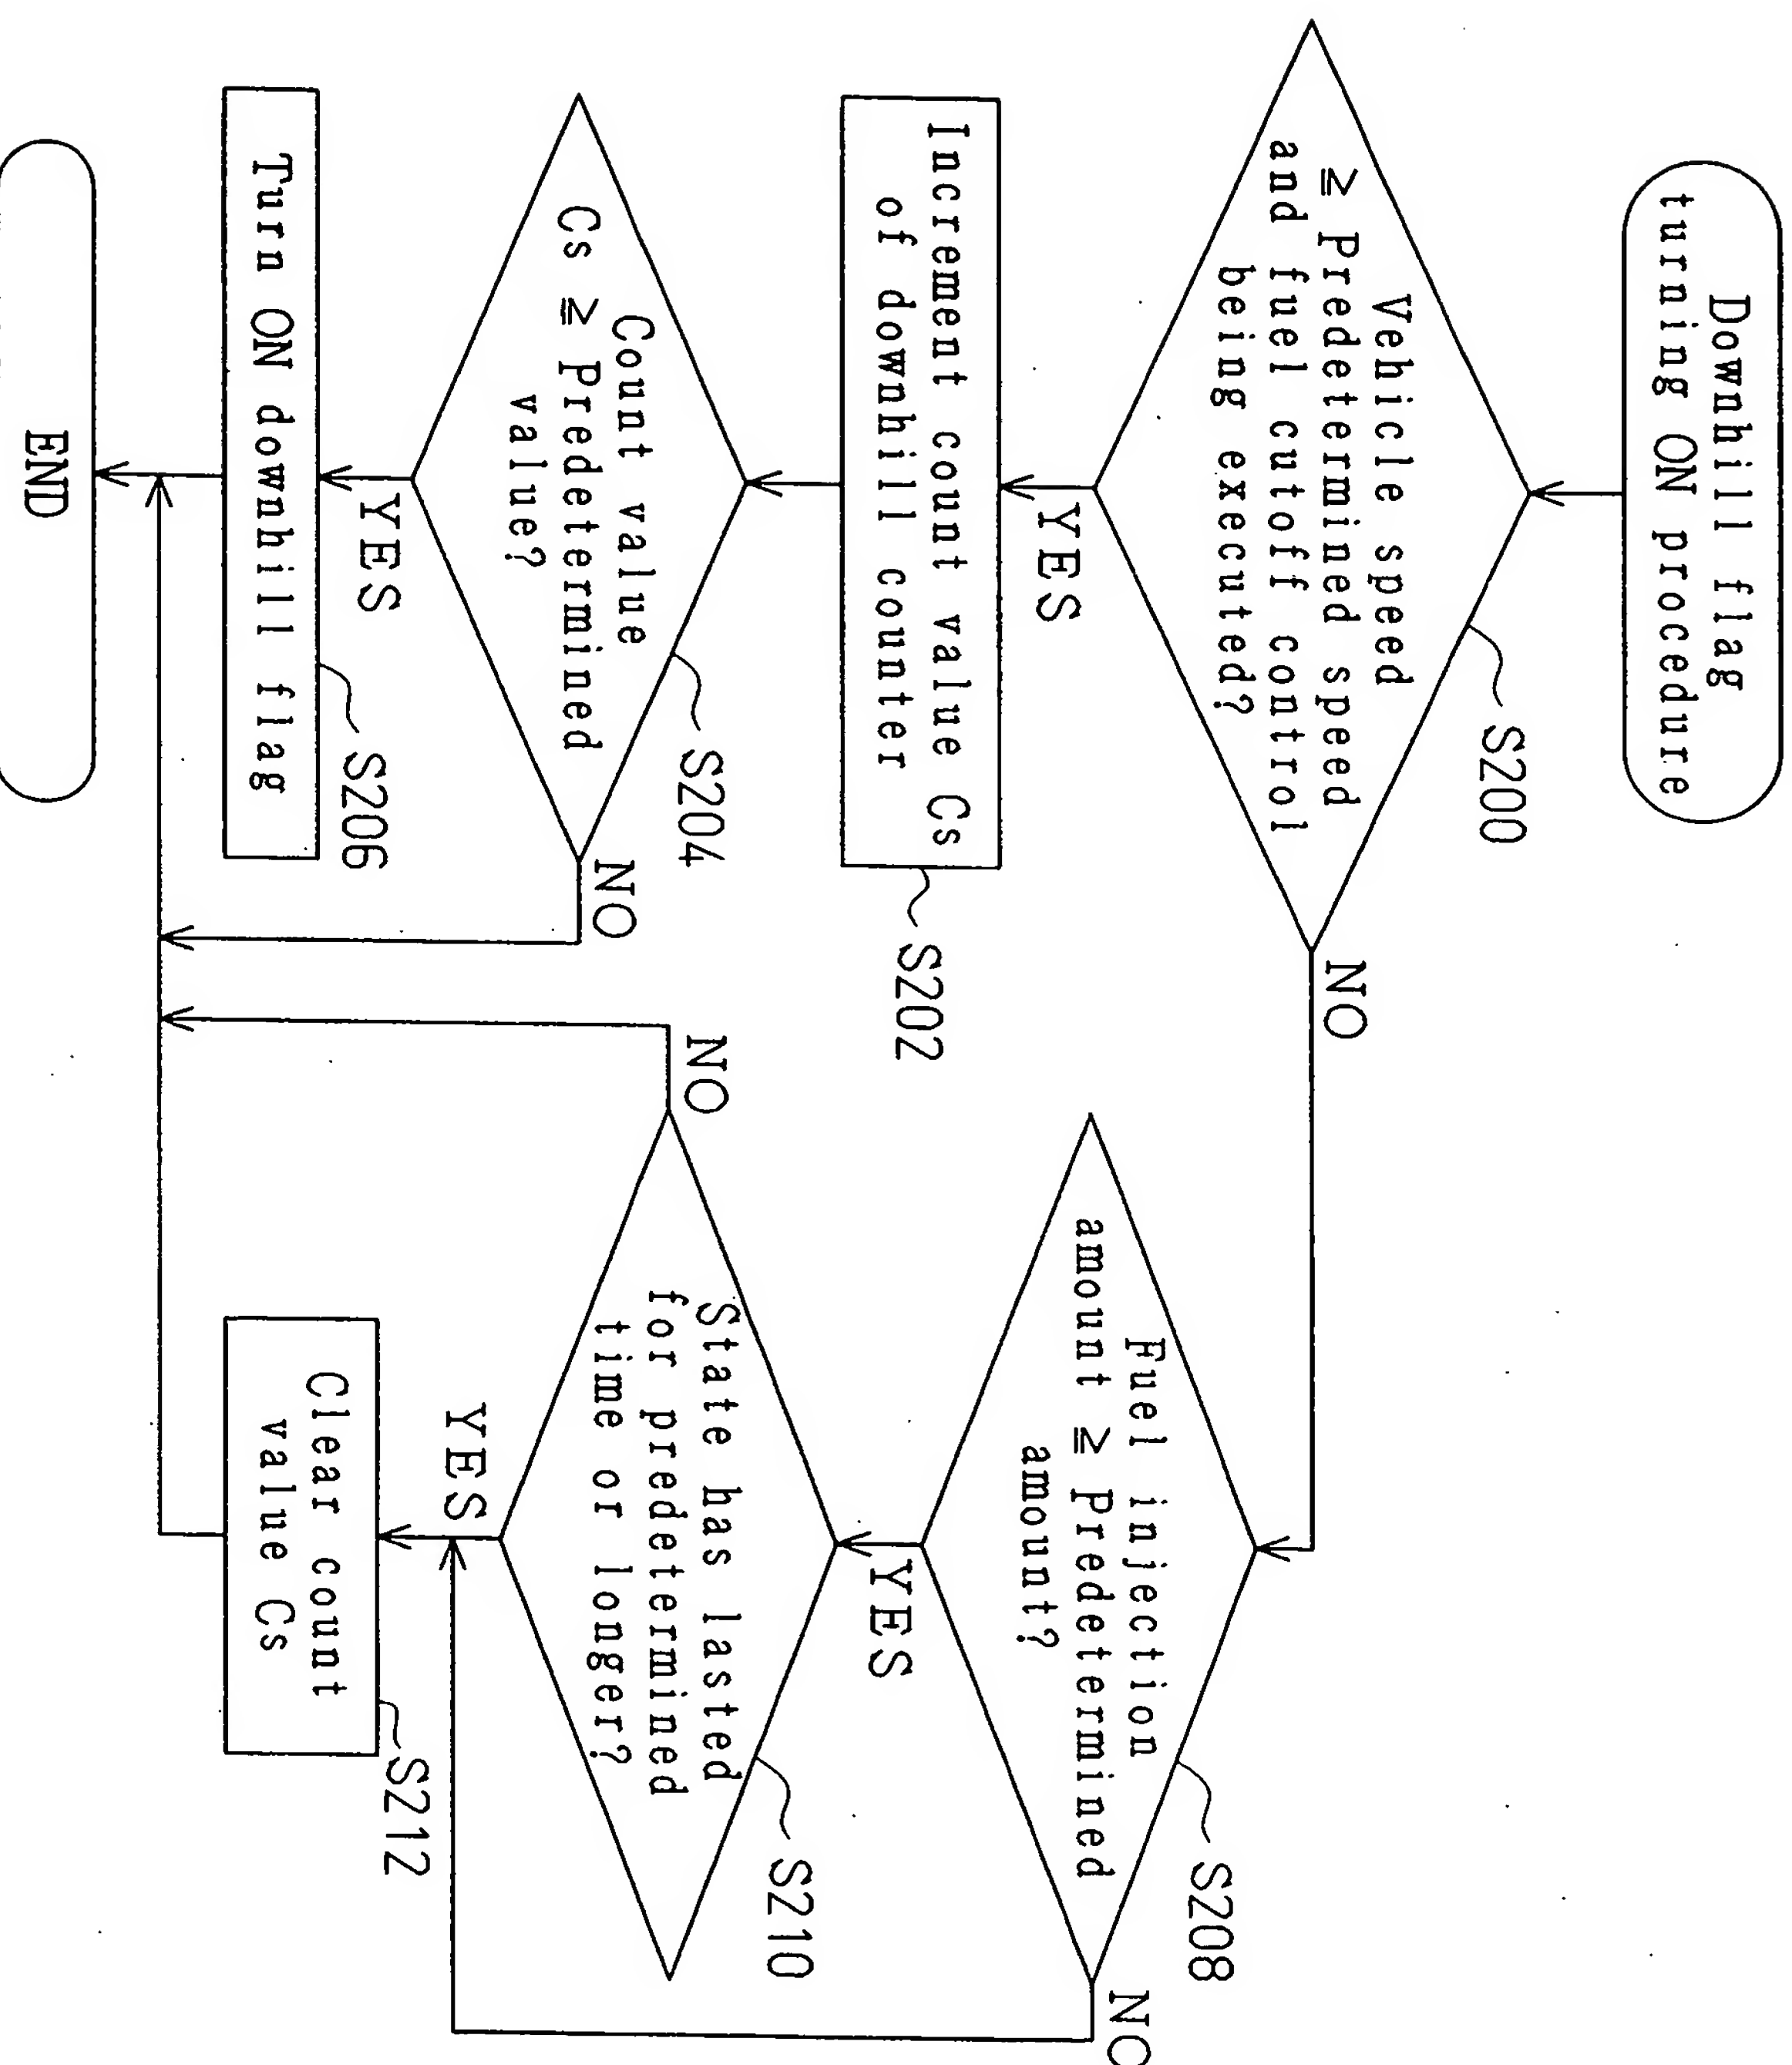 Downhill flag
turning ON procedure
Vehicle speed
≧ Predetermined speed
and fuel cutoff control
being executed?
S200
NO
YES
Increment count value Cs
of downhill counter
S202
Count value
Cs ≧ Predetermined
value?
S204
NO
YES
Turn ON downhill flag
S206
END
Fuel injection
amount ≧ Predetermined
amount?
S208
NO
YES
State has lasted
for predetermined
time or longer?
S210
NO
YES
Clear count
value Cs
S212